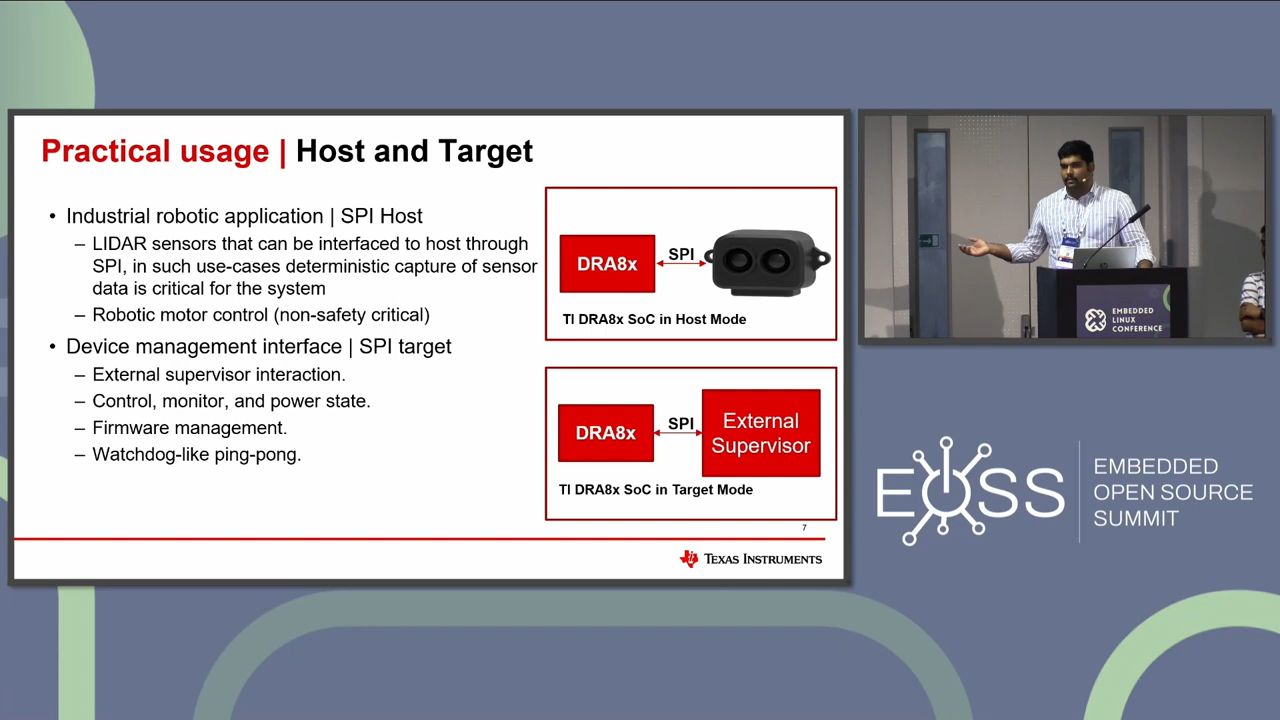 Practical usage | Host and Target
• Industrial robotic application | SPI Host
– LIDAR sensors that can be interfaced to host through
SPI, in such use-cases deterministic capture of sensor
data is critical for the system
– Robotic motor control (non-safety critical)
• Device management interface | SPI target
– External supervisor interaction.
– Control, monitor, and power state.
– Firmware management.
– Watchdog-like ping-pong.
DRA8x
SPI
TI DRA8x SoC in Host Mode
DRA8x
SPI
External
Supervisor
TI DRA8x SoC in Target Mode
7
TEXAS INSTRUMENTS
EMBEDDED
LINUX
CONFERENCE
EOSS
EMBEDDED
OPEN SOURCE
SUMMIT